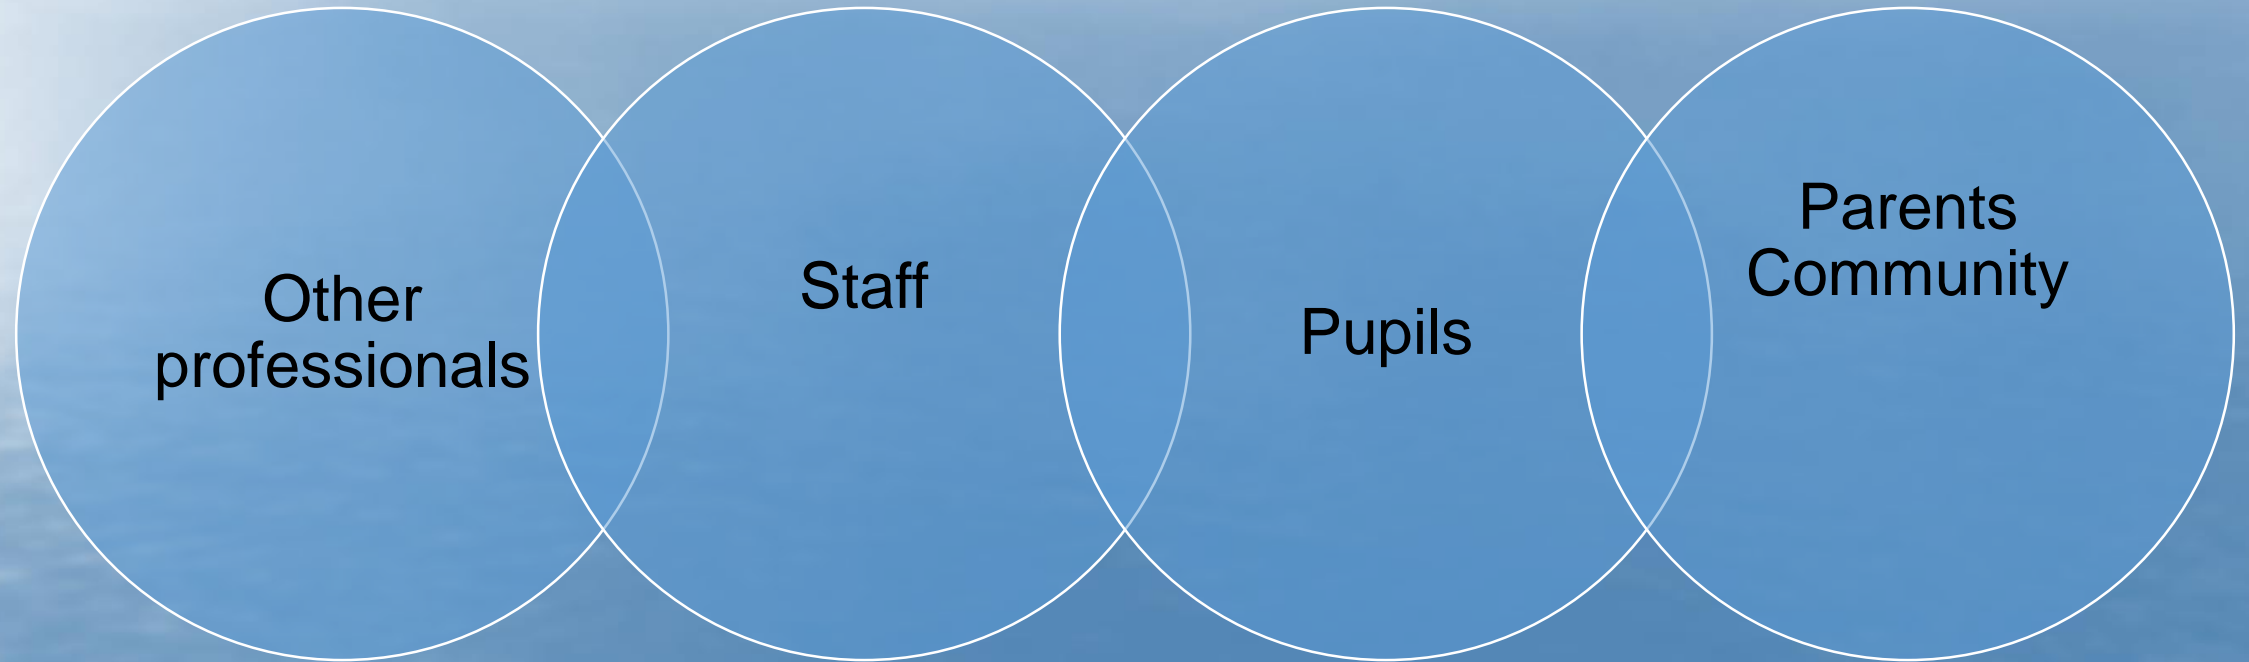 Other
professionals
Staff
Pupils
Parents
Community